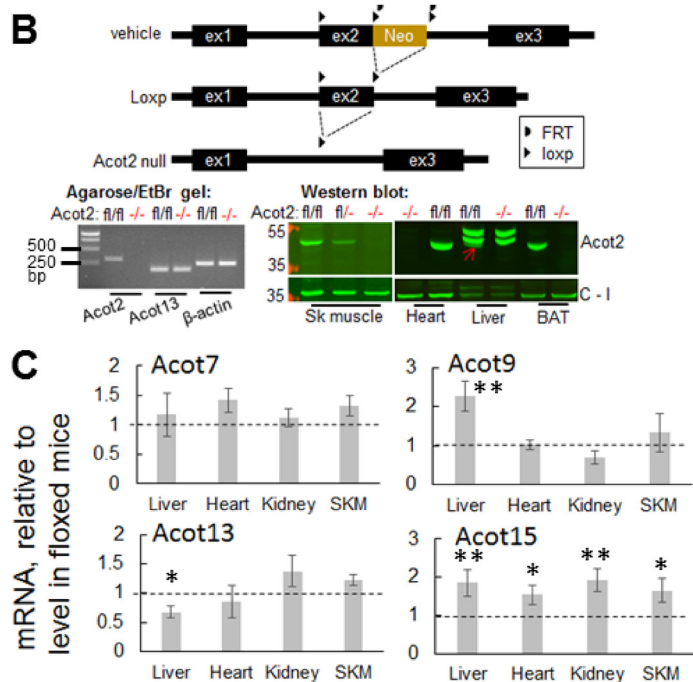 B
vehicle
ex1 ex2 Neo ex3
Loxp
ex1 ex2 ex3
Acot2 null
ex1 ex3
FRT
loxp
Agarose/EtBr gel:
Acot2: fl/fl -/- fl/fl -/- fl/fl -/-
500
250
bp
Acot2 Acot13 β-actin
Western blot:
Acot2: fl/fl fl/- -/- -/- fl/fl fl/fl -/- fl/fl -/-
55
35
Acot2
35
C - I
Sk muscle Heart Liver BAT
C
mRNA, relative to
level in floxed mice
Acot7
2
1.5
1
0.5
0
Liver Heart Kidney SKM
Acot9
3
2
1
0
**
Liver Heart Kidney SKM
Acot13
2
1.5
1
0.5
0
*
Liver Heart Kidney SKM
Acot15
3
2
1
0
** * ** *
Liver Heart Kidney SKM